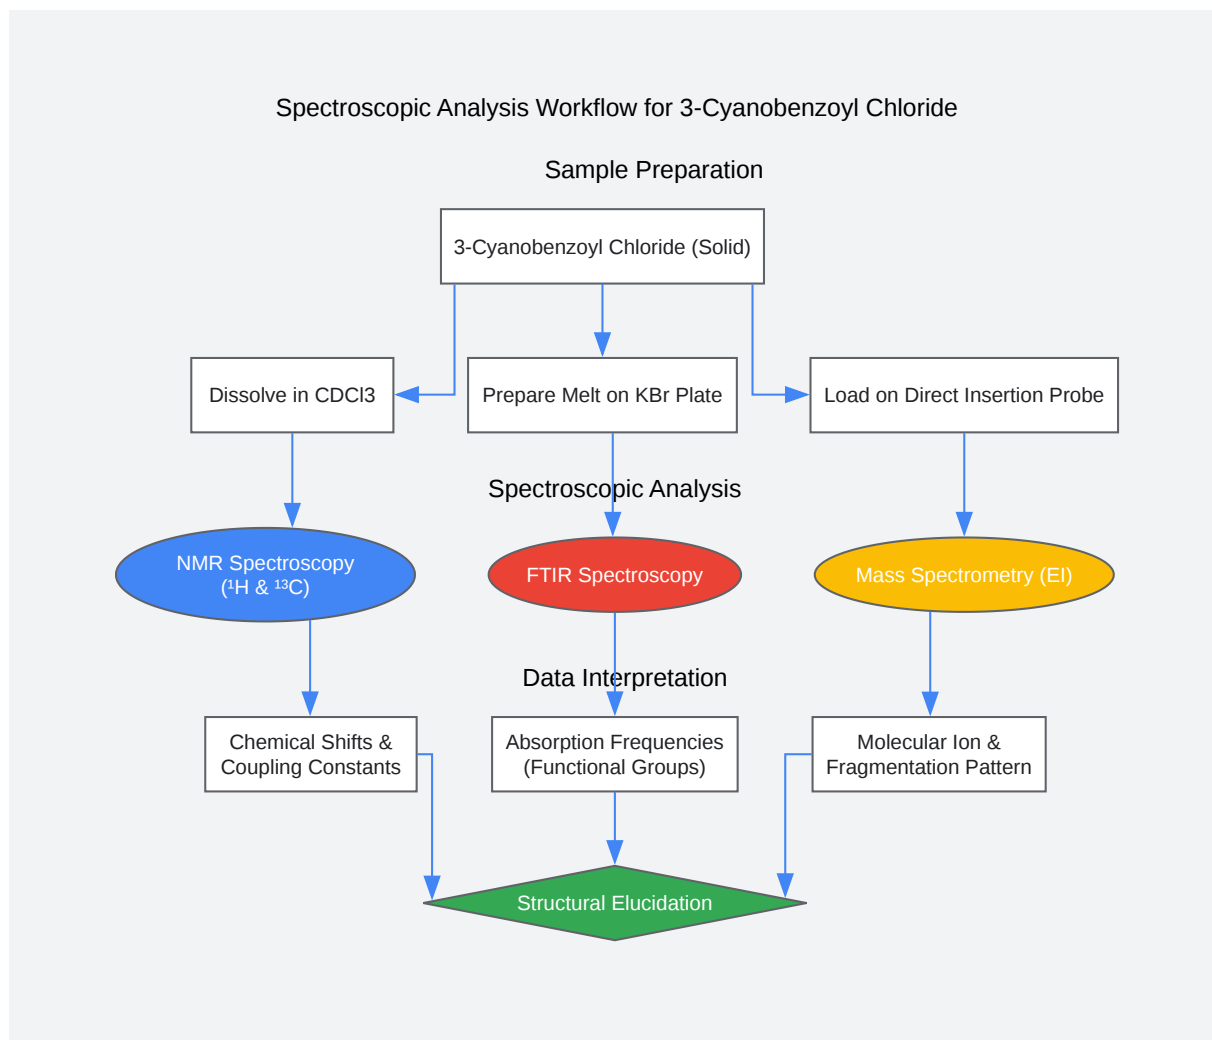 Spectroscopic Analysis Workflow for 3-Cyanobenzoyl Chloride
Sample Preparation
3-Cyanobenzoyl Chloride (Solid)
Dissolve in CDCl3
Prepare Melt on KBr Plate
Load on Direct Insertion Probe
Spectroscopic Analysis
NMR Spectroscopy
(¹H & ¹³C)
FTIR Spectroscopy
Mass Spectrometry (EI)
Data Interpretation
Chemical Shifts &
Coupling Constants
Absorption Frequencies
(Functional Groups)
Molecular Ion &
Fragmentation Pattern
Structural Elucidation